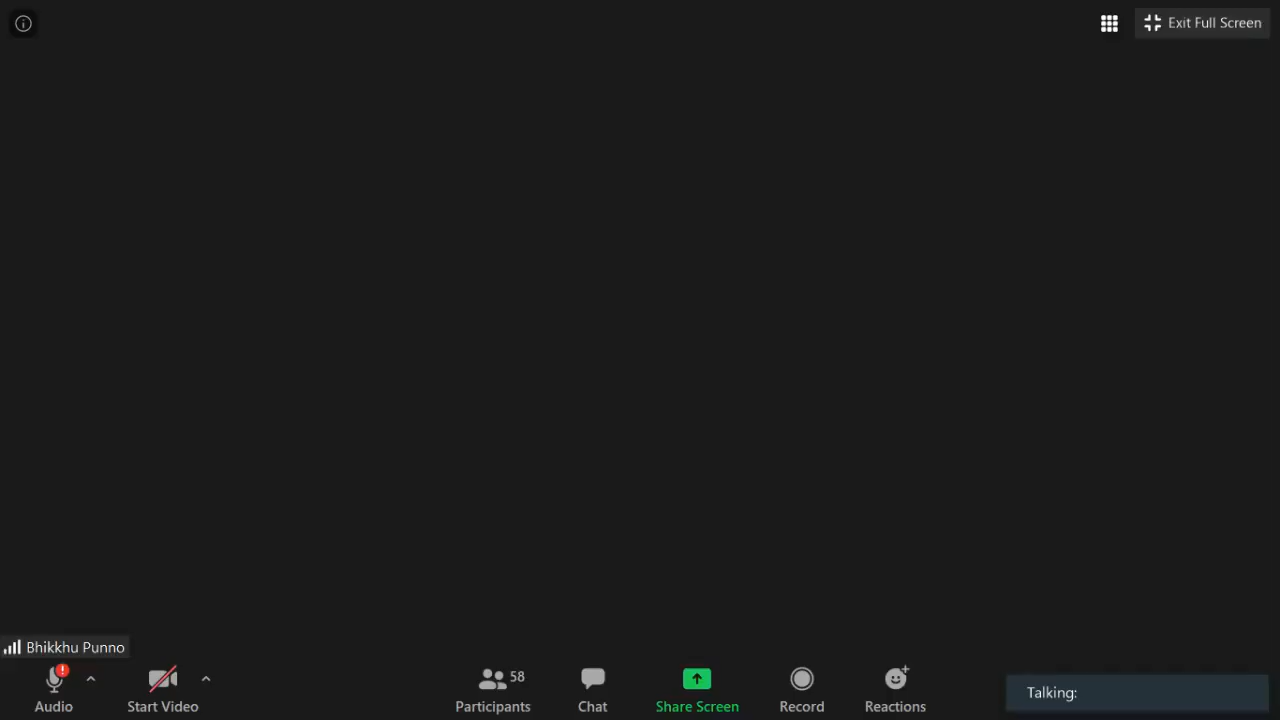 Exit Full Screen
Bhikkhu Punno
58
Audio
Start Video
Participants
Chat
Share Screen
Record
Reactions
Talking: